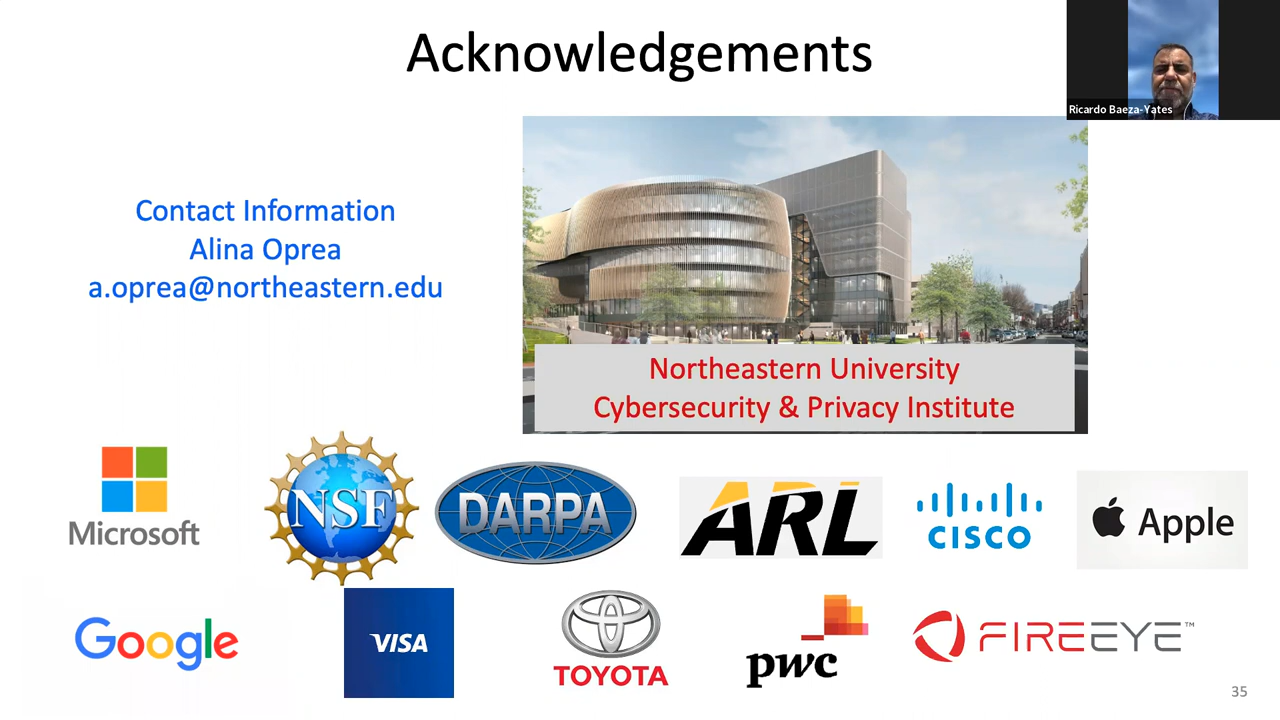 Acknowledgements
Ricardo Baeza-Yates
Contact Information
Alina Oprea
a.oprea@northeastern.edu
Northeastern University
Cybersecurity & Privacy Institute
Microsoft
NSF
DARPA
ARL
CISCO
Apple
Google
VISA
TOYOTA
pwc
FIREEYE™
35